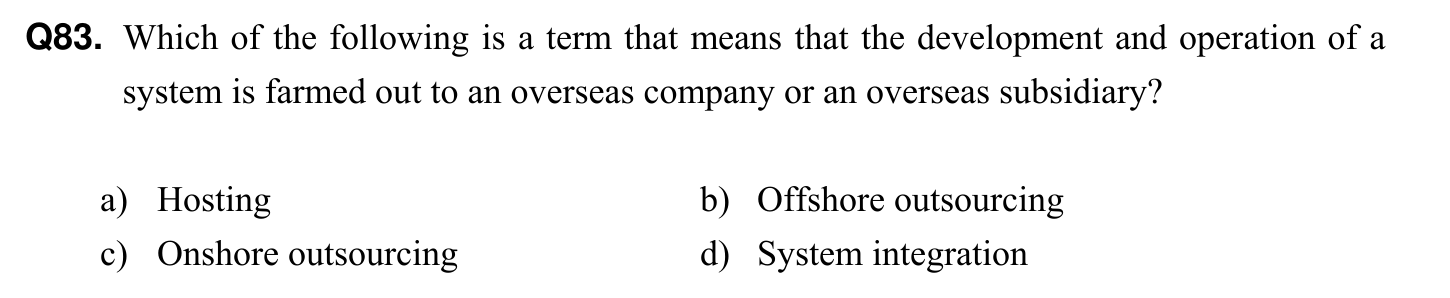 Q83. Which of the following is a term that means that the development and operation of a
system is farmed out to an overseas company or an overseas subsidiary?
a) Hosting b) Offshore outsourcing
c) Onshore outsourcing d) System integration